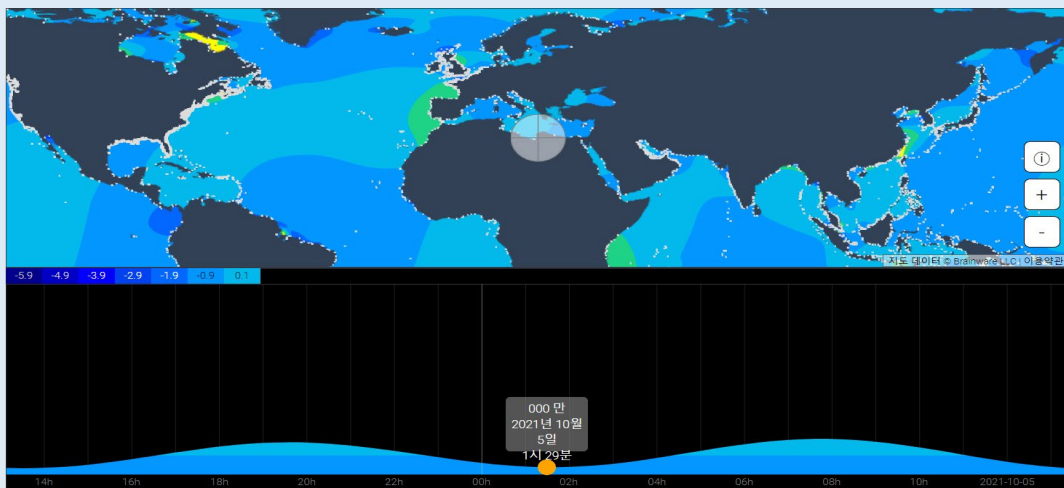 ⓘ
+
-
지도 데이터 © Brainware LLC | 이용약관
-5.9 -4.9 -3.9 -2.9 -1.9 -0.9 0.1
000 만
2021년 10월
5일
1시 29분
14h 16h 18h 20h 22h 00h 02h 04h 06h 08h 10h 2021-10-05